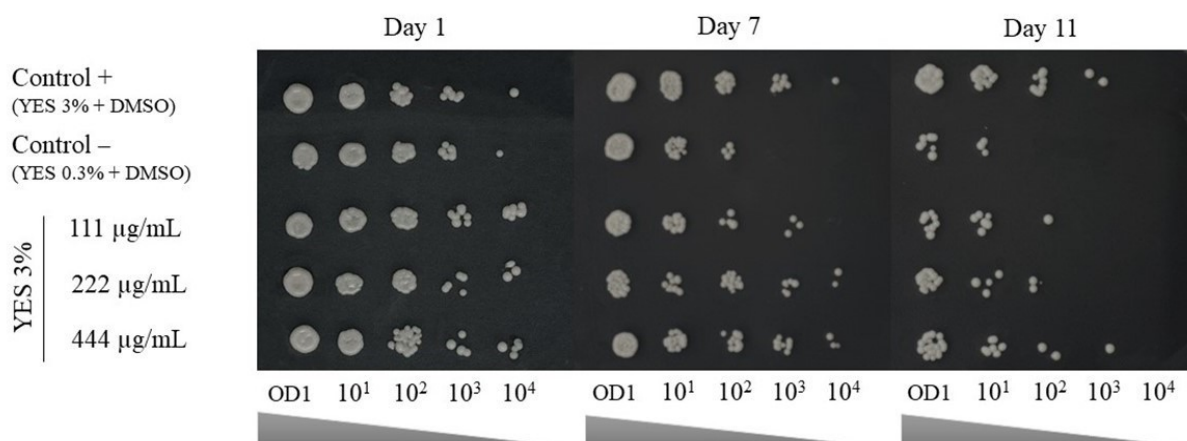 Day 1 Day 7 Day 11
Control +
(YES 3% + DMSO)
Control –
(YES 0.3% + DMSO)
YES 3%
111 µg/mL
222 µg/mL
444 µg/mL
OD1 10¹ 10² 10³ 10⁴ OD1 10¹ 10² 10³ 10⁴ OD1 10¹ 10² 10³ 10⁴